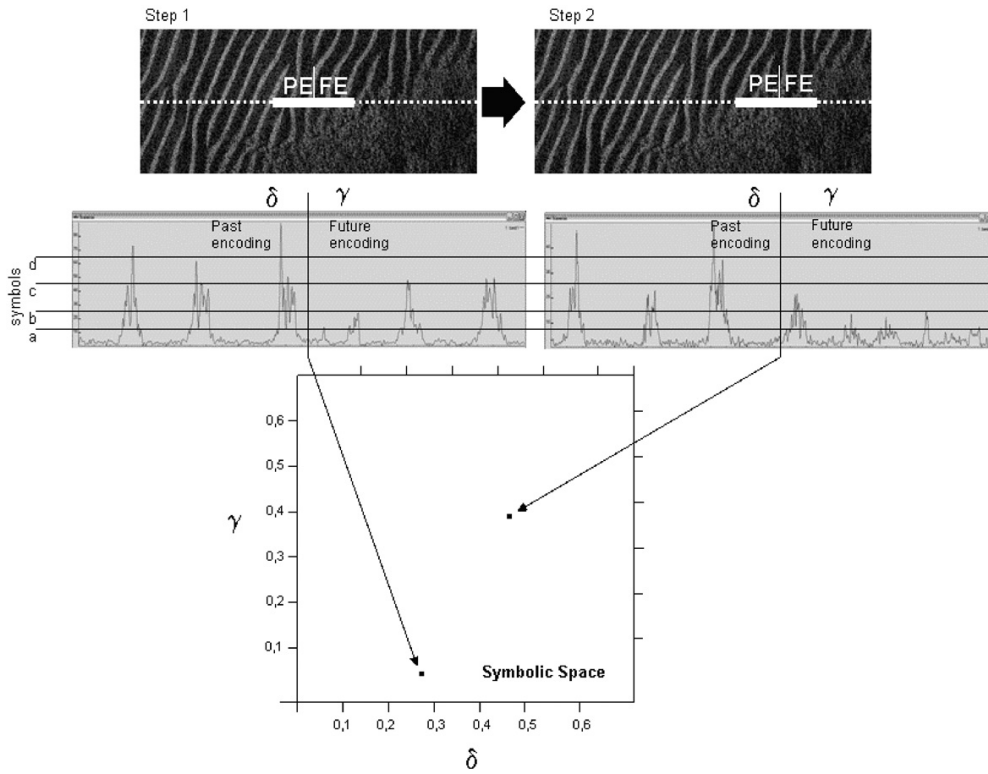 Step 1
Step 2
PE FE
PE FE
δ γ
δ γ
Past encoding
Future encoding
Past encoding
Future encoding
symbols
d
c
b
a
0,6
0,5
0,4
0,3
0,2
0,1
γ
Symbolic Space
0,1 0,2 0,3 0,4 0,5 0,6
δ